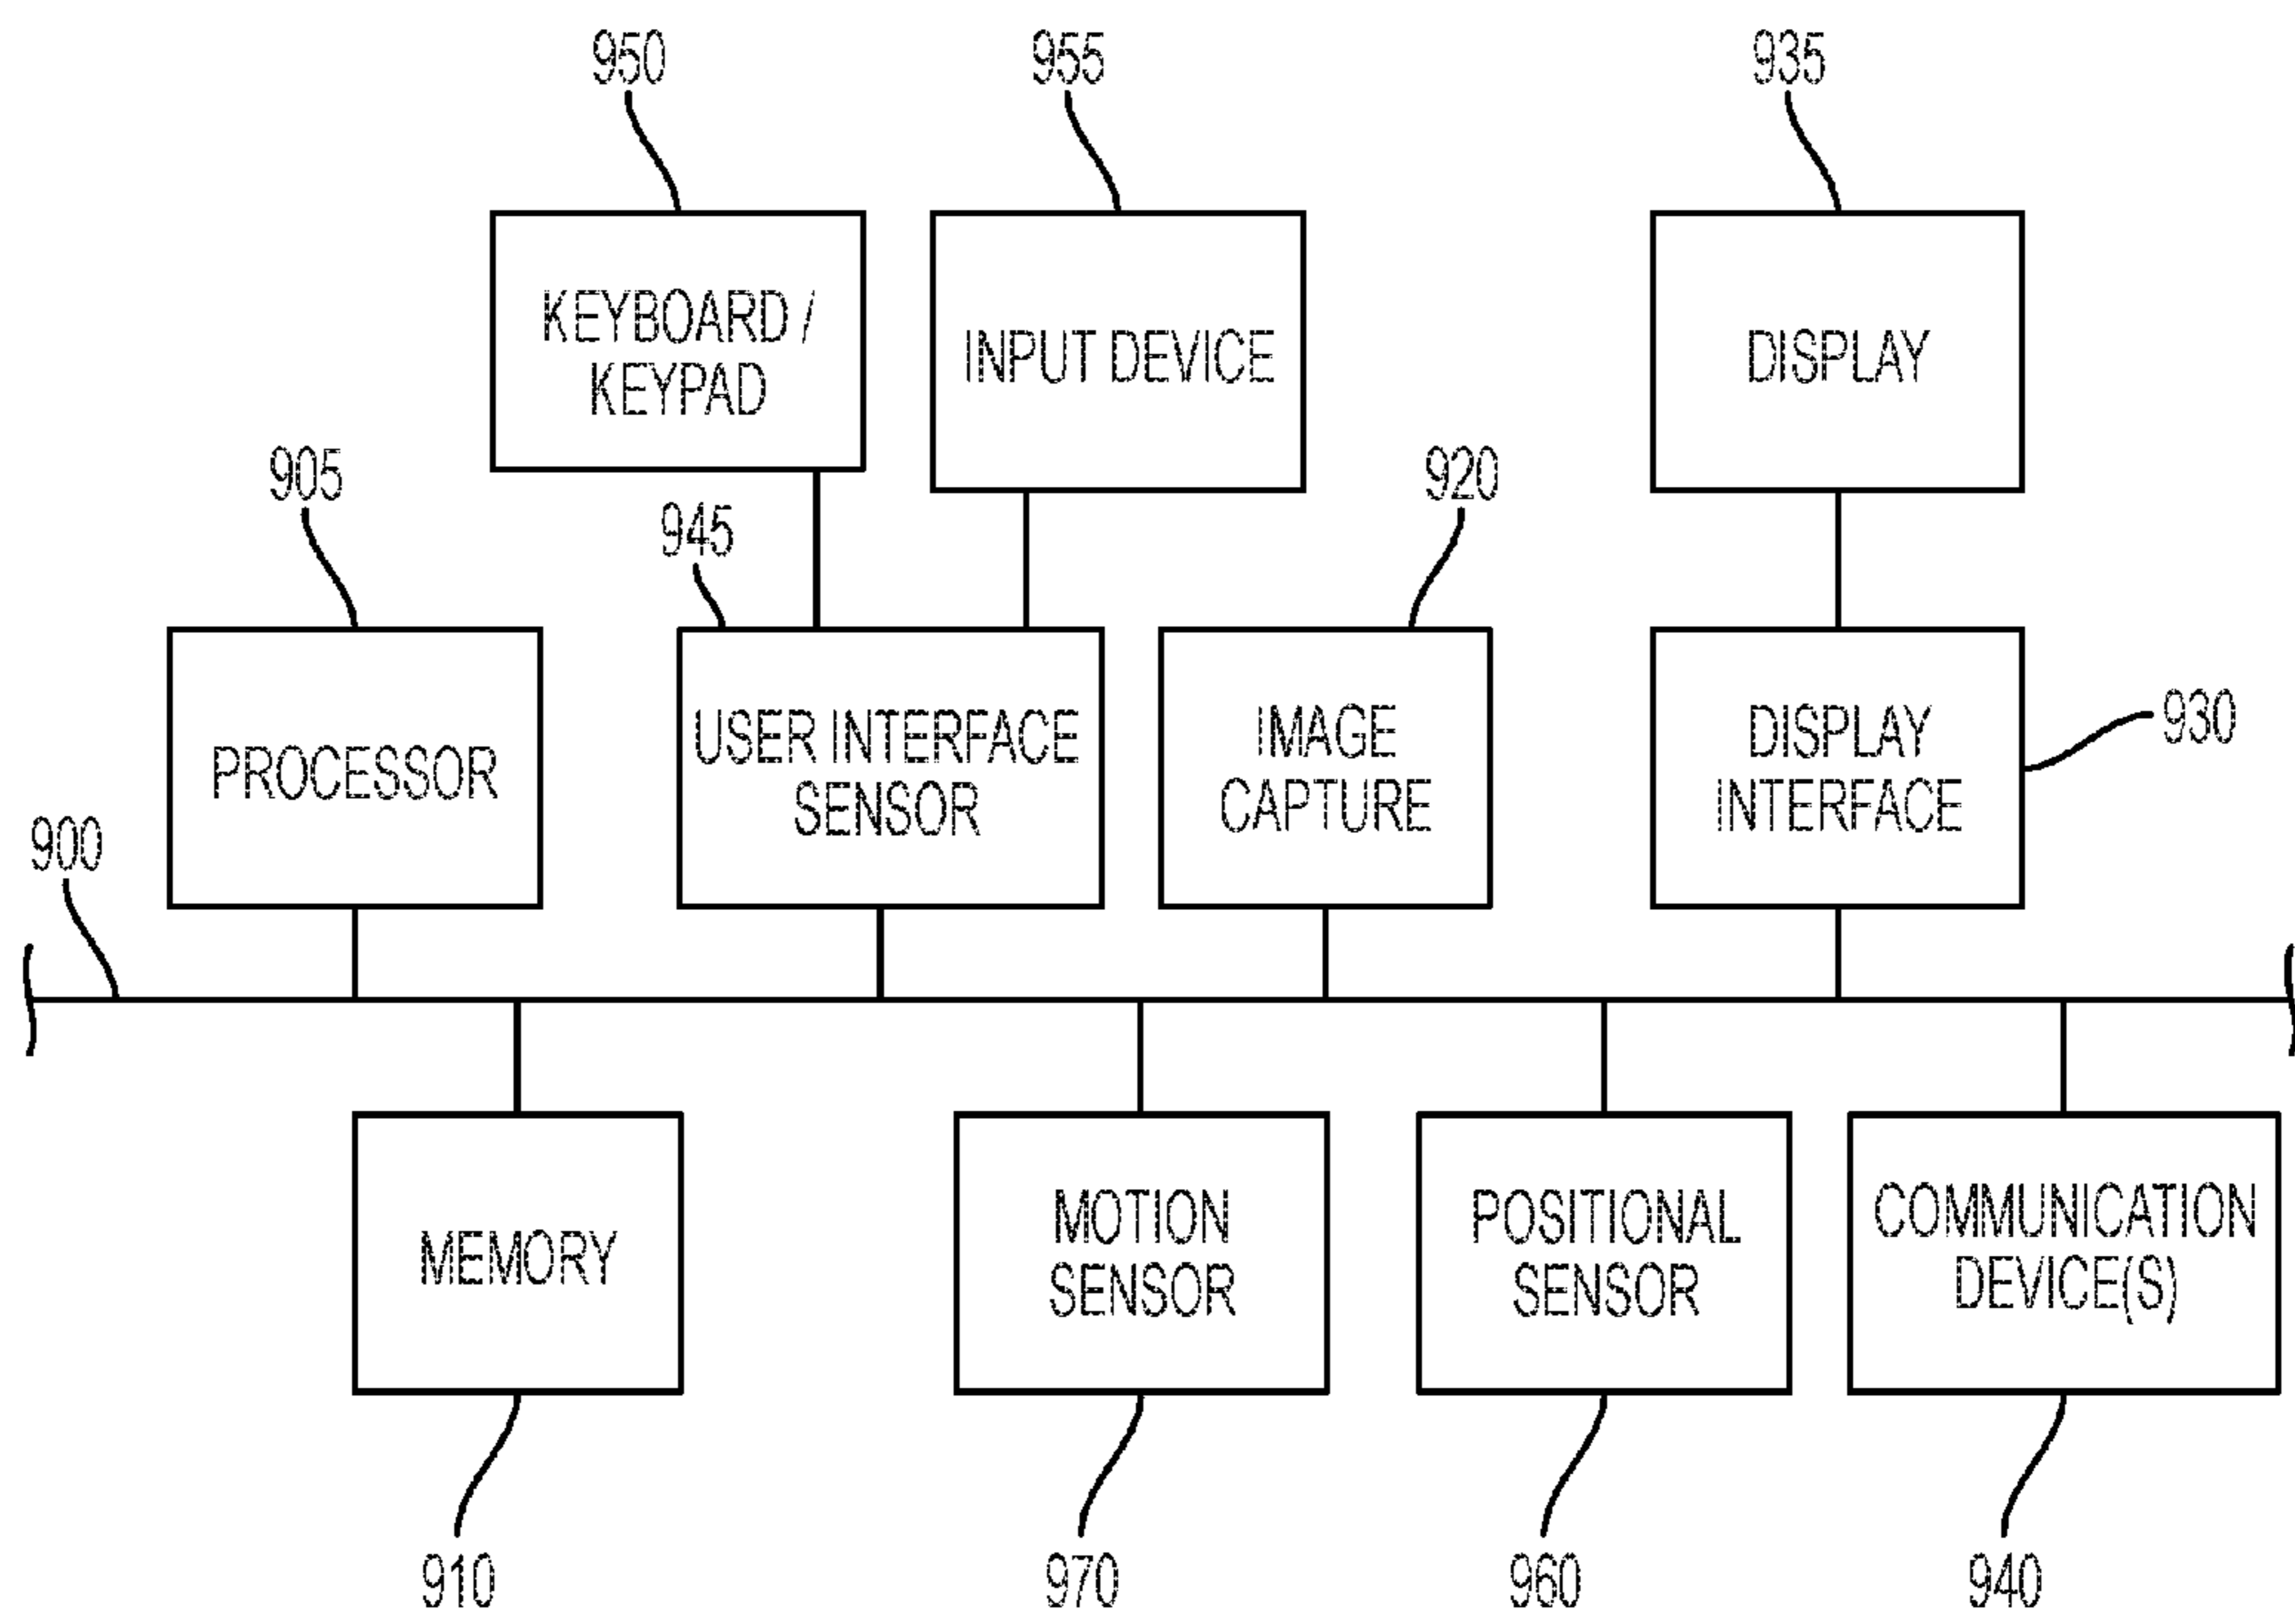 950
955
935
KEYBOARD /
KEYPAD
INPUT DEVICE
DISPLAY
905
945
920
PROCESSOR
USER INTERFACE
SENSOR
IMAGE
CAPTURE
DISPLAY
INTERFACE
930
900
MEMORY
MOTION
SENSOR
POSITIONAL
SENSOR
COMMUNICATION
DEVICE(S)
910
970
960
940